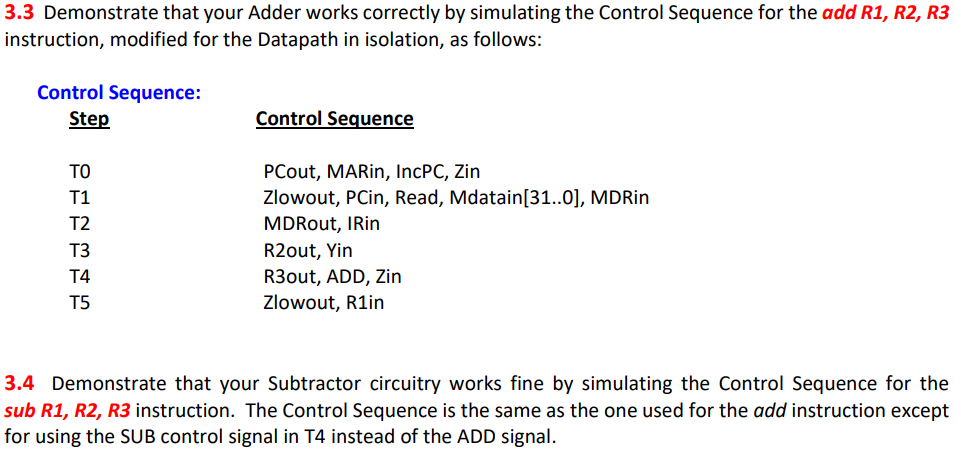 3.3 Demonstrate that your Adder works correctly by simulating the Control Sequence for the add R1, R2, R3
instruction, modified for the Datapath in isolation, as follows:
Control Sequence:
Step Control Sequence
T0 PCout, MARin, IncPC, Zin
T1 Zlowout, PCin, Read, Mdatain[31..0], MDRin
T2 MDRout, IRin
T3 R2out, Yin
T4 R3out, ADD, Zin
T5 Zlowout, R1in
3.4 Demonstrate that your Subtractor circuitry works fine by simulating the Control Sequence for the
sub R1, R2, R3 instruction. The Control Sequence is the same as the one used for the add instruction except
for using the SUB control signal in T4 instead of the ADD signal.